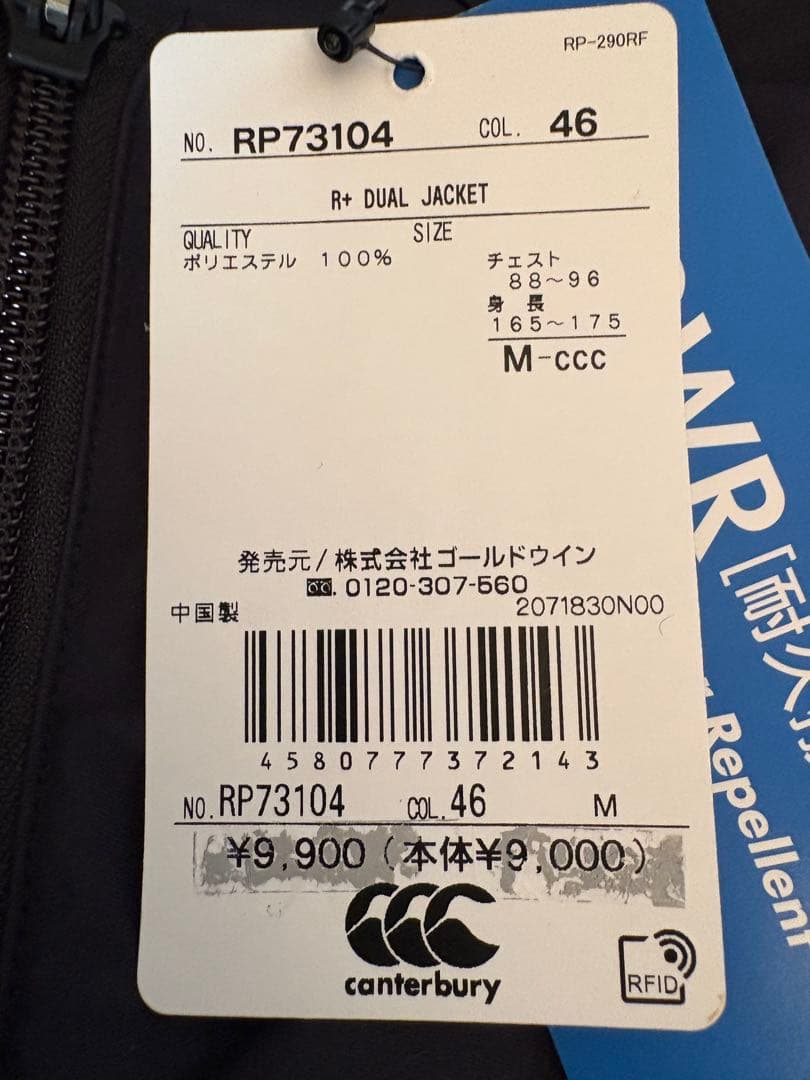 RP-290RF
NO. RP73104 COL. 46
R+ DUAL JACKET
QUALITY SIZE
ポリエステル 100% チェスト
88~96
身 長
165~175
M-CCC
発売元/株式会社ゴールドウイン
0120-307-560
中国製 2071830N00
4580777372143
NO. RP73104 COL. 46 M
¥9,900(本体¥9,000)
canterbury
RFID
WR
[耐久
Repellent